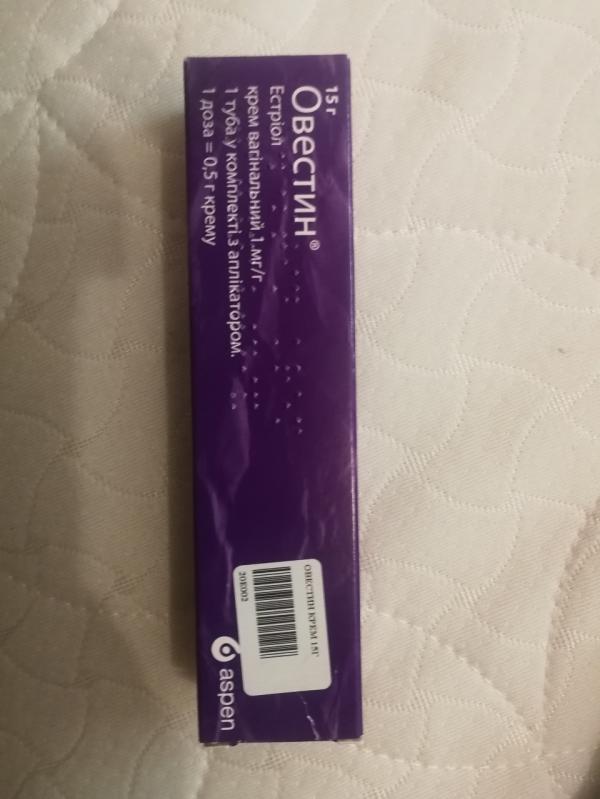 15 г
Овестин®
Естріол
крем вагінальний 1 мг/г
1 туба у комплекті з аплікатором.
1 доза = 0,5 г крему
ОВЕСТИН КРЕМ 15Г
20E002
aspen